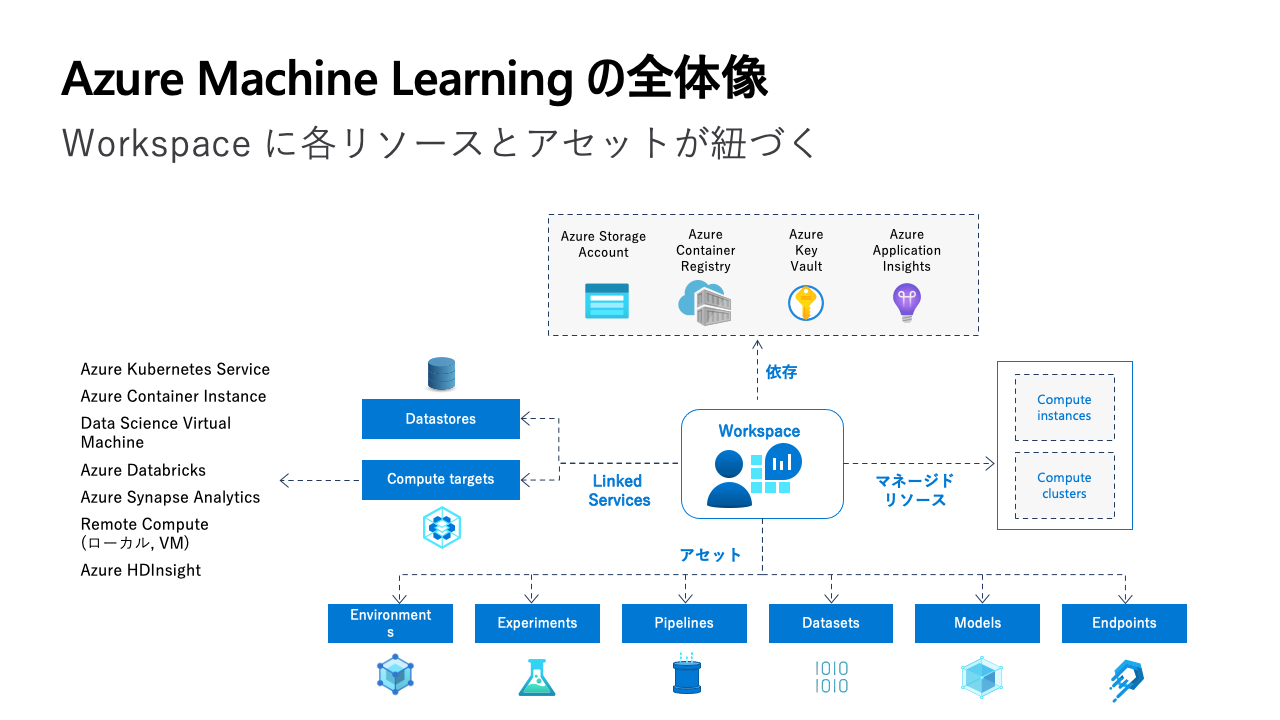 Azure Machine Learning の全体像
Workspace に各リソースとアセットが紐づく
Azure Storage
Account
Azure
Container
Registry
Azure
Key
Vault
Azure
Application
Insights
依存
Azure Kubernetes Service
Azure Container Instance
Data Science Virtual
Machine
Azure Databricks
Azure Synapse Analytics
Remote Compute
(ローカル, VM)
Azure HDInsight
Datastores
Compute targets
Linked
Services
Workspace
マネージド
リソース
Compute
instances
Compute
clusters
アセット
Environment
s
Experiments
Pipelines
Datasets
Models
Endpoints
1010
1010